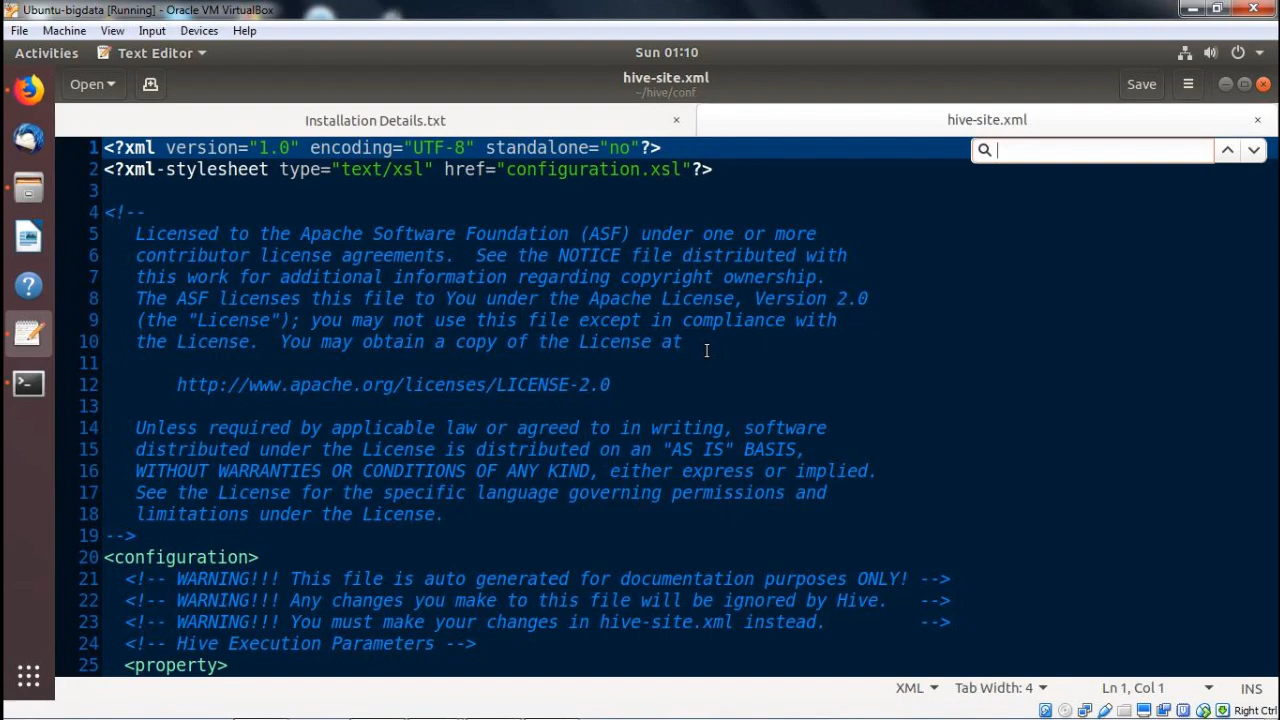 Ubuntu-bigdata [Running] - Oracle VM VirtualBox
File Machine View Input Devices Help
Activities Text Editor Sun 01:10
Open hive-site.xml Save
~/hive/conf
Installation Details.txt × hive-site.xml ×
1 <?xml version="1.0" encoding="UTF-8" standalone="no"?>
2 <?xml-stylesheet type="text/xsl" href="configuration.xsl"?>
3
4 <!--
5 Licensed to the Apache Software Foundation (ASF) under one or more
6 contributor license agreements. See the NOTICE file distributed with
7 this work for additional information regarding copyright ownership.
8 The ASF licenses this file to You under the Apache License, Version 2.0
9 (the "License"); you may not use this file except in compliance with
10 the License. You may obtain a copy of the License at
11
12 http://www.apache.org/licenses/LICENSE-2.0
13
14 Unless required by applicable law or agreed to in writing, software
15 distributed under the License is distributed on an "AS IS" BASIS,
16 WITHOUT WARRANTIES OR CONDITIONS OF ANY KIND, either express or implied.
17 See the License for the specific language governing permissions and
18 limitations under the License.
19 -->
20 <configuration>
21 <!-- WARNING!!! This file is auto generated for documentation purposes ONLY! -->
22 <!-- WARNING!!! Any changes you make to this file will be ignored by Hive. -->
23 <!-- WARNING!!! You must make your changes in hive-site.xml instead. -->
24 <!-- Hive Execution Parameters -->
25 <property>
XML Tab Width: 4 Ln 1, Col 1 INS
Right Ctrl